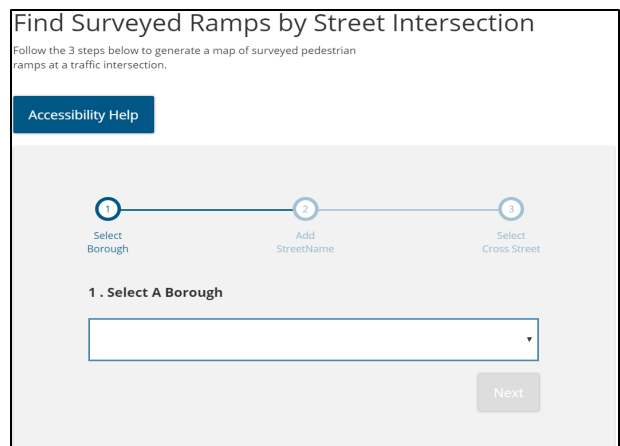 Find Surveyed Ramps by Street Intersection
Follow the 3 steps below to generate a map of surveyed pedestrian
ramps at a traffic intersection.
Accessibility Help
1
2
3
Select
Borough
Add
StreetName
Select
Cross Street
1 . Select A Borough
Next